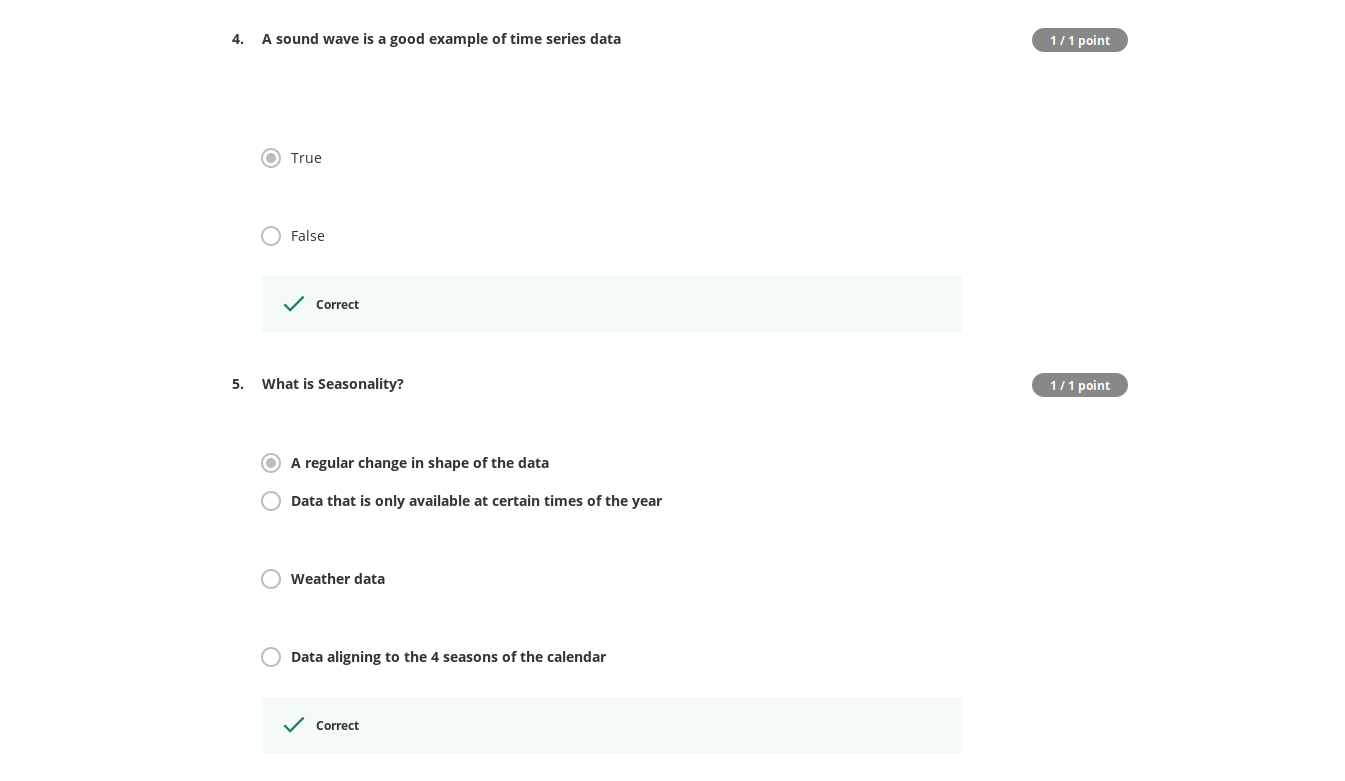 4. A sound wave is a good example of time series data
1 / 1 point
True
False
Correct
5. What is Seasonality?
1 / 1 point
A regular change in shape of the data
Data that is only available at certain times of the year
Weather data
Data aligning to the 4 seasons of the calendar
Correct